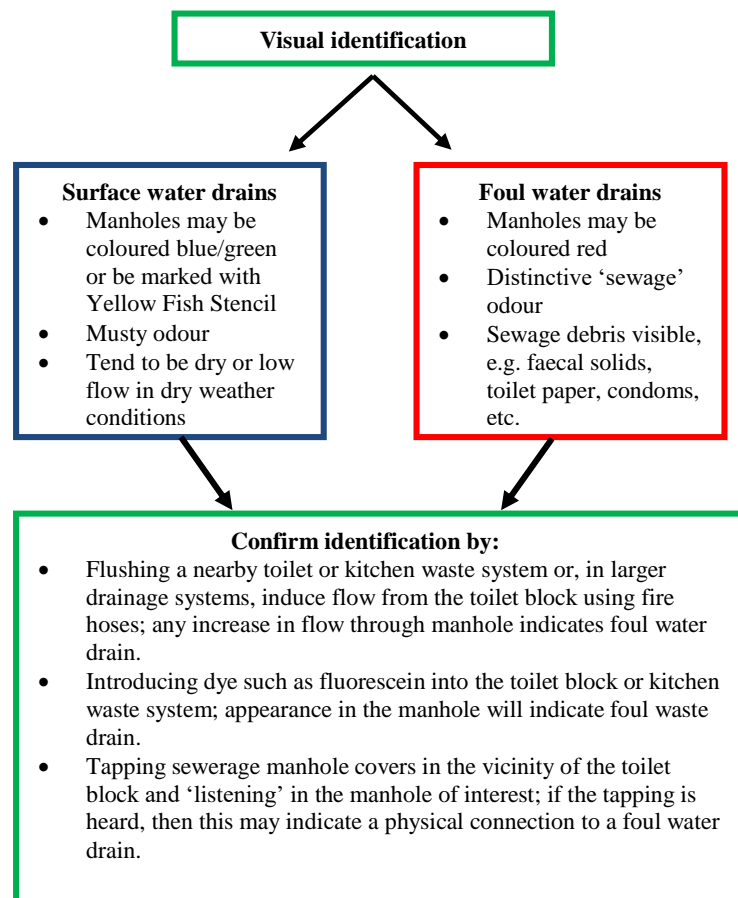 Visual identification
Surface water drains
• Manholes may be
coloured blue/green
or be marked with
Yellow Fish Stencil
• Musty odour
• Tend to be dry or low
flow in dry weather
conditions
Foul water drains
• Manholes may be
coloured red
• Distinctive ‘sewage’
odour
• Sewage debris visible,
e.g. faecal solids,
toilet paper, condoms,
etc.
Confirm identification by:
• Flushing a nearby toilet or kitchen waste system or, in larger
drainage systems, induce flow from the toilet block using fire
hoses; any increase in flow through manhole indicates foul water
drain.
• Introducing dye such as fluorescein into the toilet block or kitchen
waste system; appearance in the manhole will indicate foul waste
drain.
• Tapping sewerage manhole covers in the vicinity of the toilet
block and ‘listening’ in the manhole of interest; if the tapping is
heard, then this may indicate a physical connection to a foul water
drain.